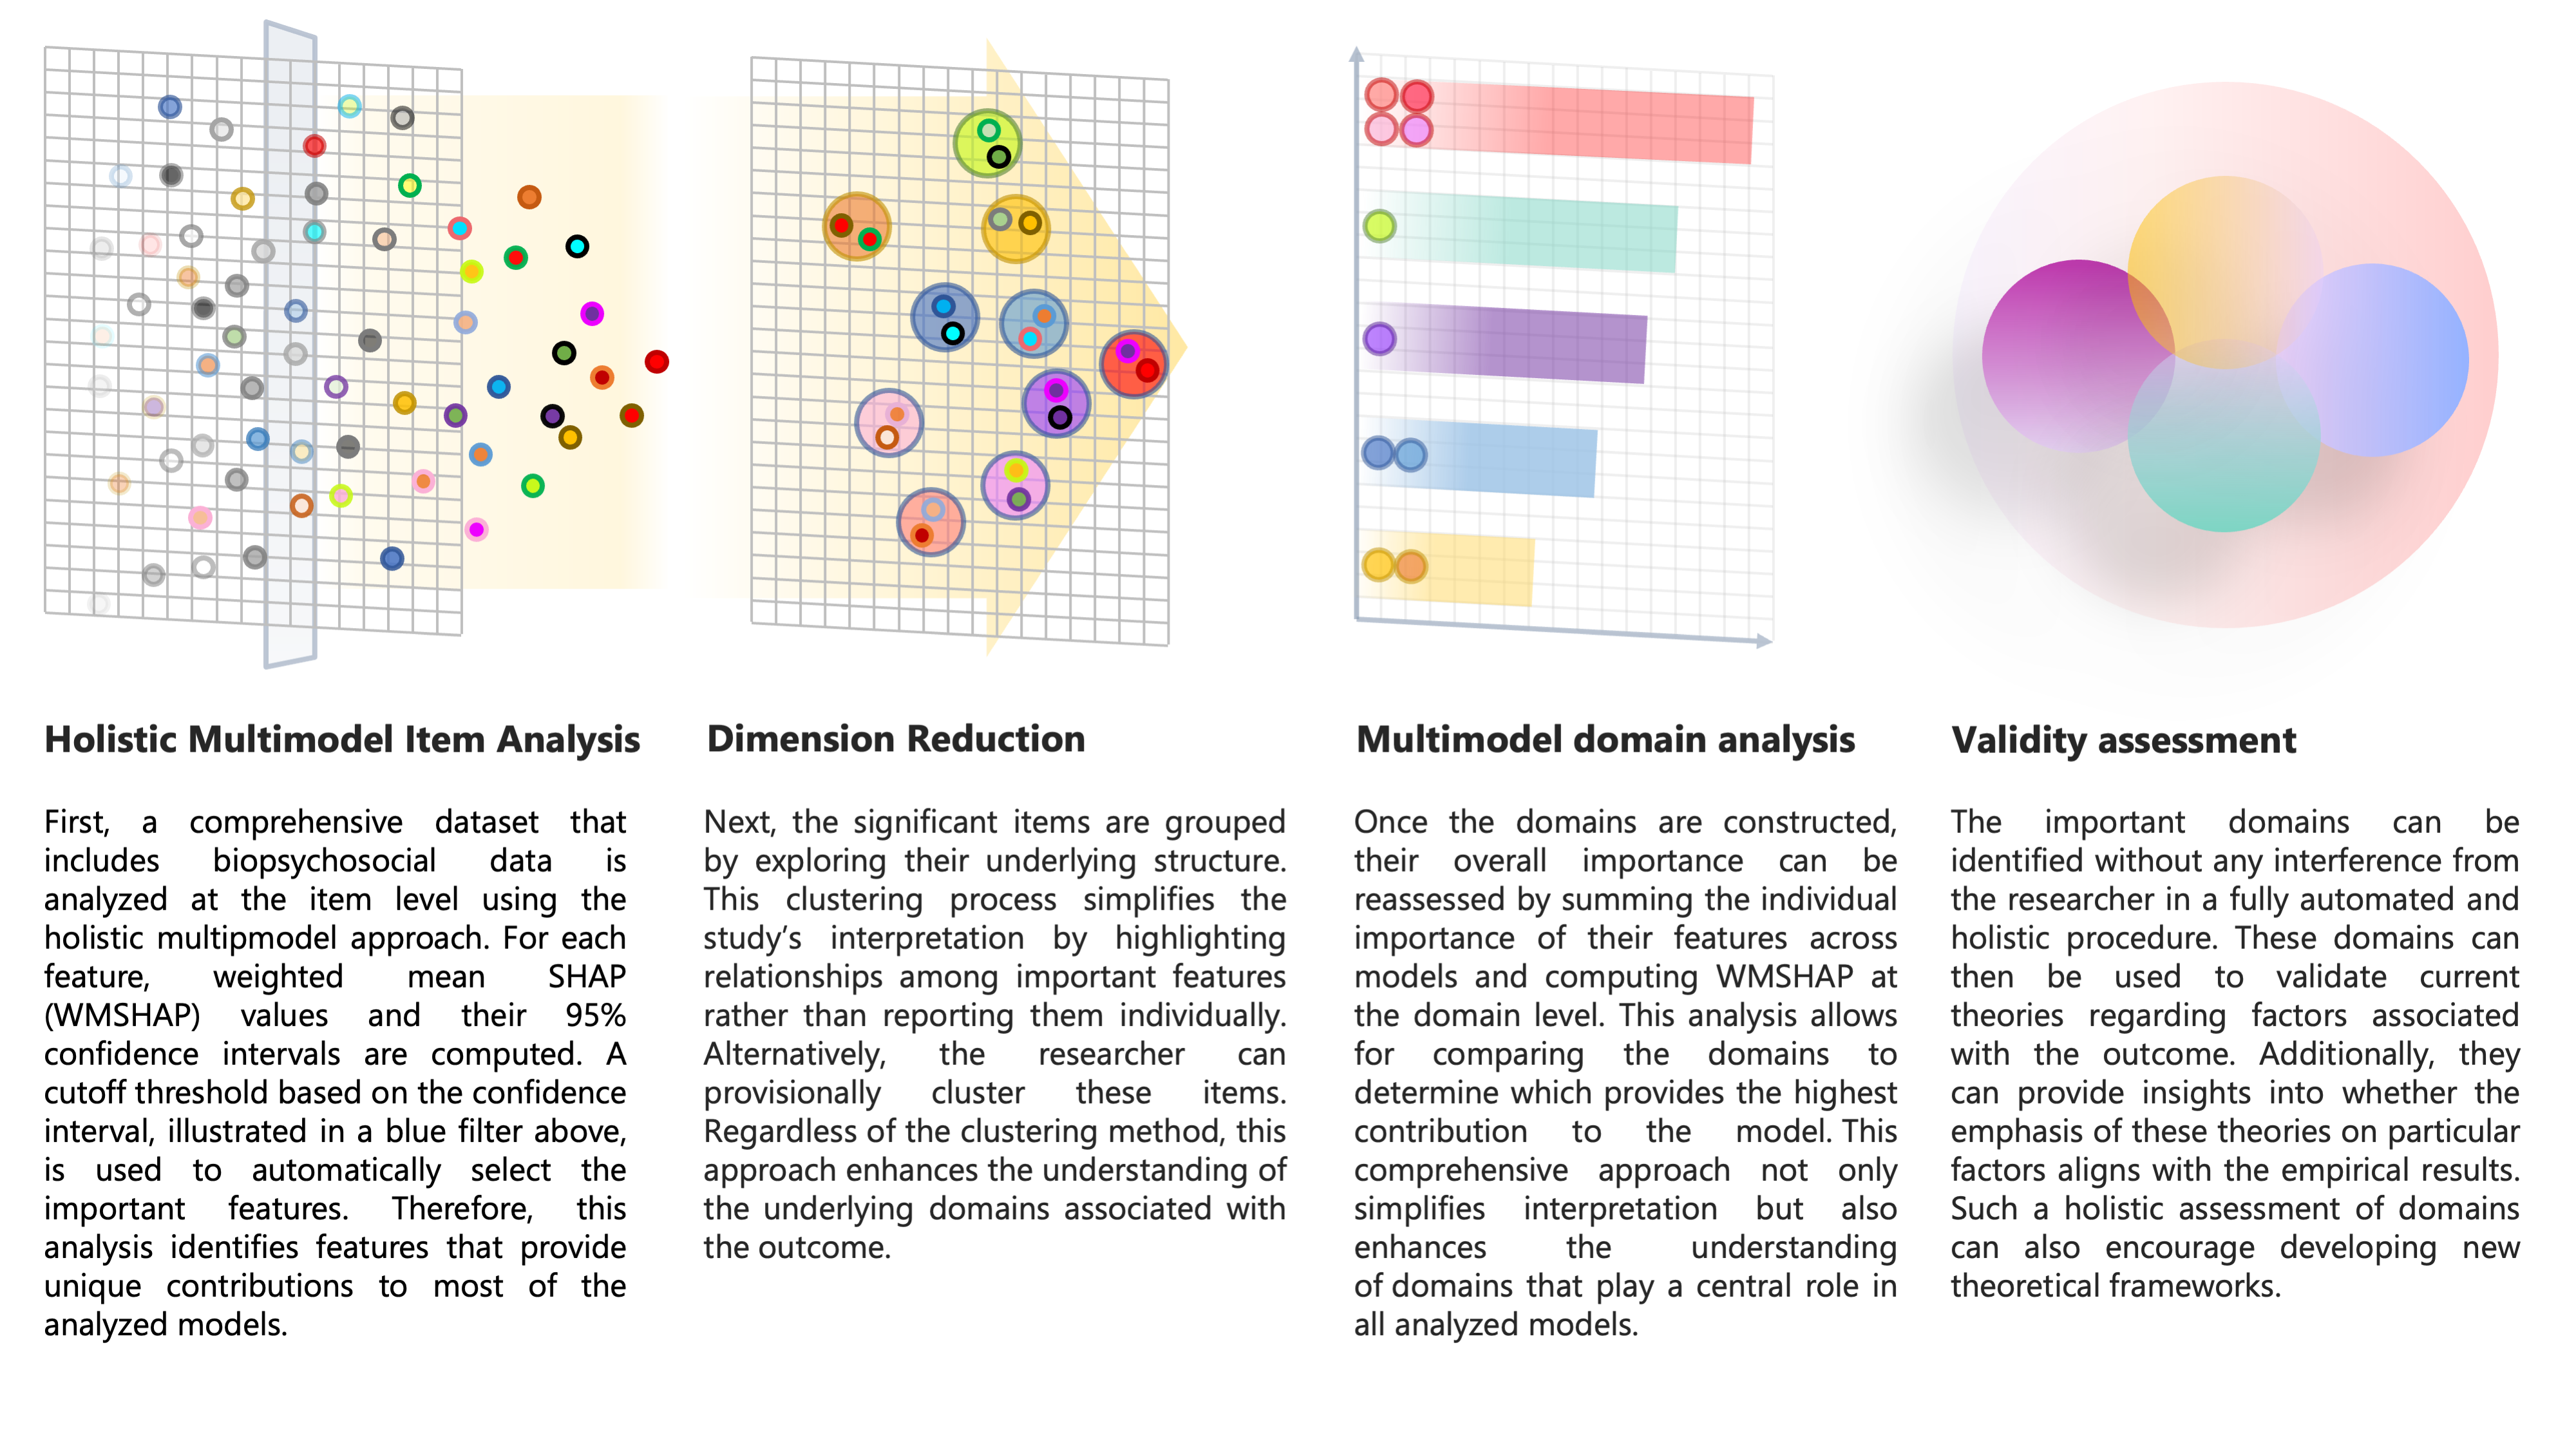 Holistic Multimodel Item Analysis
First, a comprehensive dataset that
includes biopsychosocial data is
analyzed at the item level using the
holistic multipmodel approach. For each
feature, weighted mean SHAP
(WMSHAP) values and their 95%
confidence intervals are computed. A
cutoff threshold based on the confidence
interval, illustrated in a blue filter above,
is used to automatically select the
important features. Therefore, this
analysis identifies features that provide
unique contributions to most of the
analyzed models.
Dimension Reduction
Next, the significant items are grouped
by exploring their underlying structure.
This clustering process simplifies the
study’s interpretation by highlighting
relationships among important features
rather than reporting them individually.
Alternatively, the researcher can
provisionally cluster these items.
Regardless of the clustering method, this
approach enhances the understanding of
the underlying domains associated with
the outcome.
Multimodel domain analysis
Once the domains are constructed,
their overall importance can be
reassessed by summing the individual
importance of their features across
models and computing WMSHAP at
the domain level. This analysis allows
for comparing the domains to
determine which provides the highest
contribution to the model. This
comprehensive approach not only
simplifies interpretation but also
enhances the understanding
of domains that play a central role in
all analyzed models.
Validity assessment
The important domains can be
identified without any interference from
the researcher in a fully automated and
holistic procedure. These domains can
then be used to validate current
theories regarding factors associated
with the outcome. Additionally, they
can provide insights into whether the
emphasis of these theories on particular
factors aligns with the empirical results.
Such a holistic assessment of domains
can also encourage developing new
theoretical frameworks.